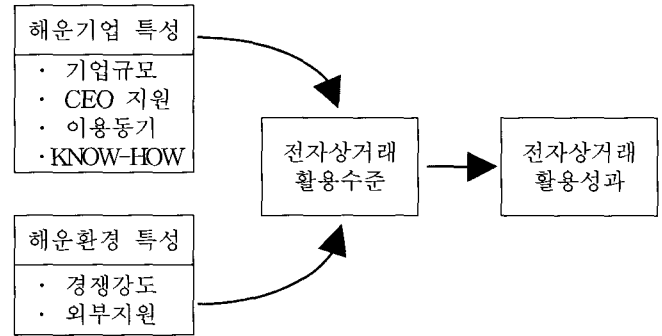 해운기업 특성
· 기업규모
· CEO 지원
· 이용동기
· KNOW-HOW
전자상거래
활용수준
전자상거래
활용성과
해운환경 특성
· 경쟁강도
· 외부지원